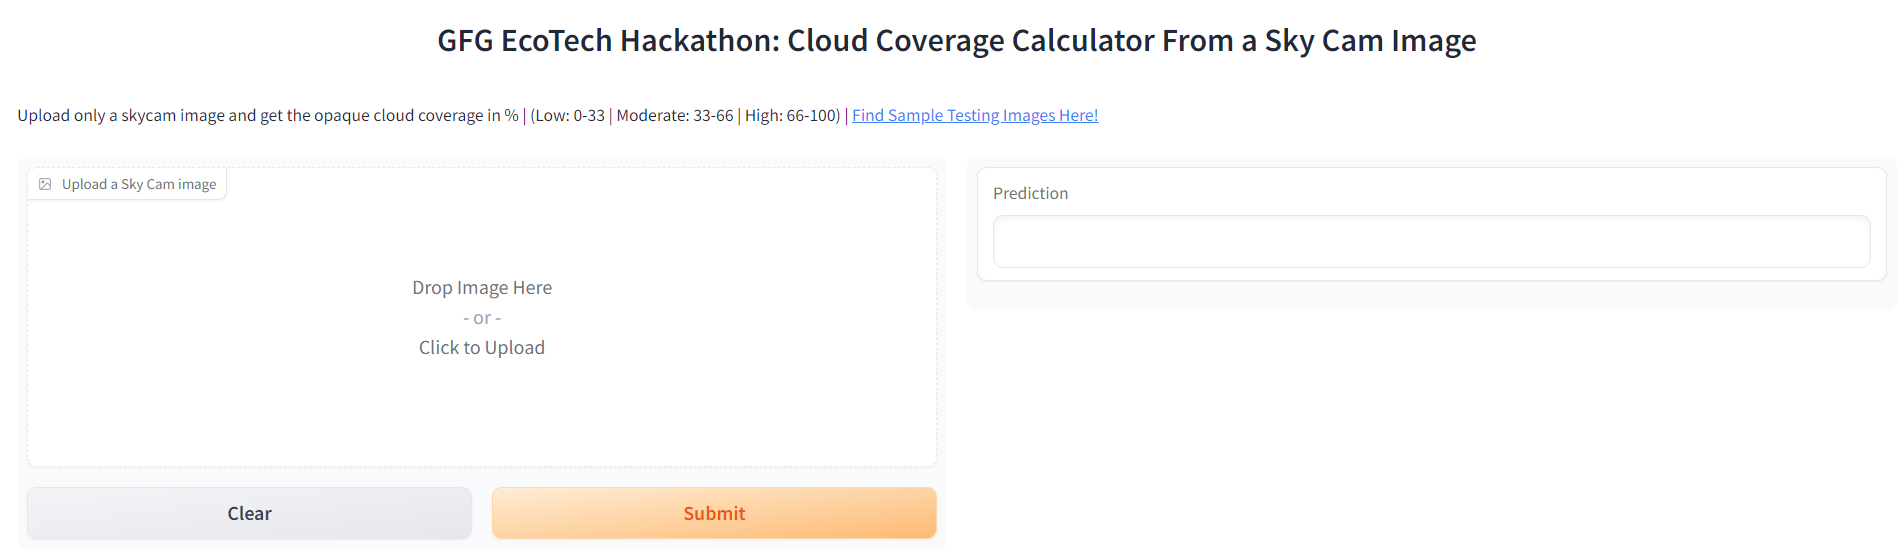 GFG EcoTech Hackathon: Cloud Coverage Calculator From a Sky Cam Image
Upload only a skycam image and get the opaque cloud coverage in % | (Low: 0-33 | Moderate: 33-66 | High: 66-100) | Find Sample Testing Images Here!
Upload a Sky Cam image
Drop Image Here
- or -
Click to Upload
Clear
Submit
Prediction